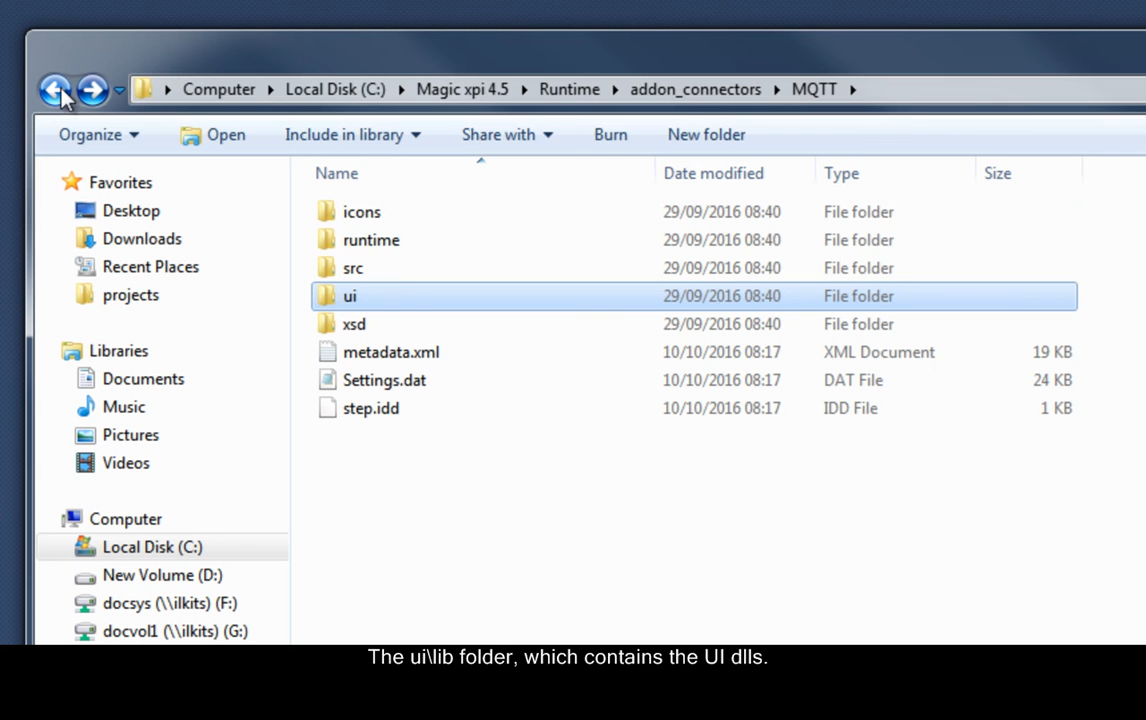 Computer Local Disk (C:) Magic xpi 4.5 Runtime addon_connectors MQTT
Organize Open Include in library Share with Burn New folder
Name Date modified Type Size
Favorites
Desktop
Downloads
Recent Places
projects
Libraries
Documents
Music
Pictures
Videos
Computer
Local Disk (C:)
New Volume (D:)
docsys (\\ilkits) (F:)
docvol1 (\\ilkits) (G:)
icons 29/09/2016 08:40 File folder
runtime 29/09/2016 08:40 File folder
src 29/09/2016 08:40 File folder
ui 29/09/2016 08:40 File folder
xsd 29/09/2016 08:40 File folder
metadata.xml 10/10/2016 08:17 XML Document 19 KB
Settings.dat 10/10/2016 08:17 DAT File 24 KB
step.idd 10/10/2016 08:17 IDD File 1 KB
The ui\lib folder, which contains the UI dlls.